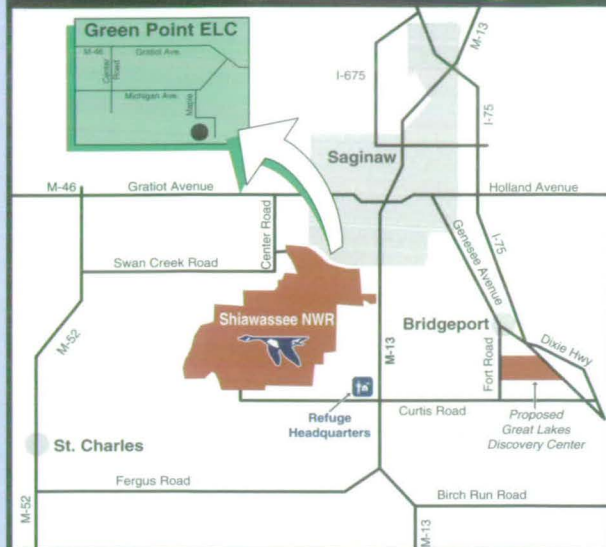 Green Point ELC
M-46
Gratiot Ave.
Center
Road
Michigan Ave.
Maple
M-13
I-675
I-75
Saginaw
M-46
Gratiot Avenue
Holland Avenue
Center Road
Swan Creek Road
Genesee Avenue
I-75
Shiawassee NWR
Bridgeport
M-52
M-13
Dixie Hwy
Fort Road
Refuge
Headquarters
Curtis Road
Proposed
Great Lakes
Discovery Center
St. Charles
Fergus Road
Birch Run Road
M-52
M-13